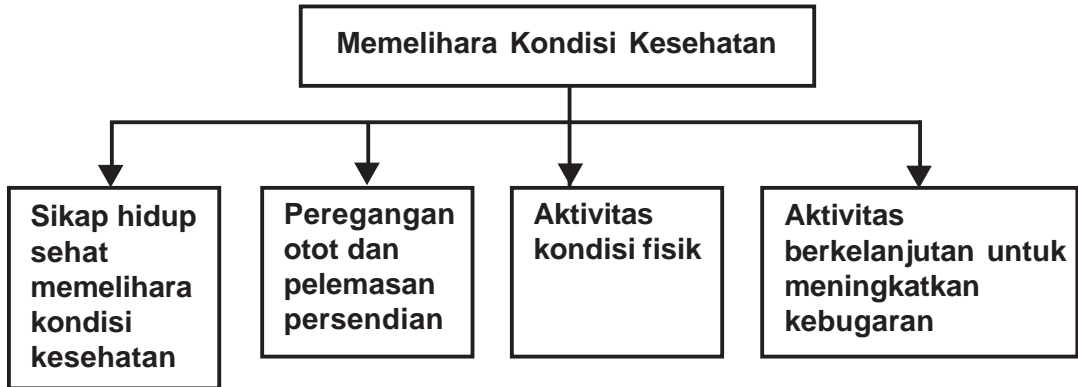 Memelihara Kondisi Kesehatan
Sikap hidup
sehat
memelihara
kondisi
kesehatan
Peregangan
otot dan
pelemasan
persendian
Aktivitas
kondisi fisik
Aktivitas
berkelanjutan untuk
meningkatkan
kebugaran